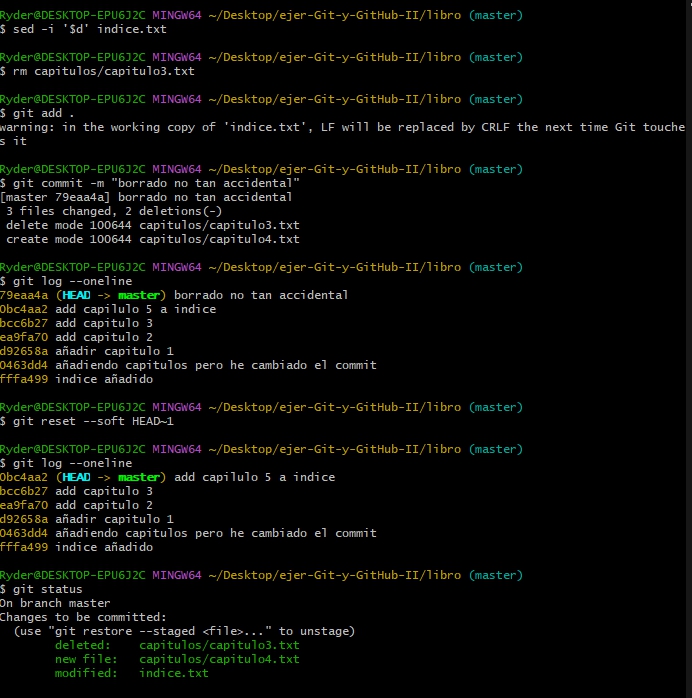 Ryder@DESKTOP-EPU6J2C MINGW64 ~/Desktop/ejer-Git-y-GitHub-II/libro (master)
$ sed -i '$d' indice.txt
Ryder@DESKTOP-EPU6J2C MINGW64 ~/Desktop/ejer-Git-y-GitHub-II/libro (master)
$ rm capitulos/capitulo3.txt
Ryder@DESKTOP-EPU6J2C MINGW64 ~/Desktop/ejer-Git-y-GitHub-II/libro (master)
$ git add .
warning: in the working copy of 'indice.txt', LF will be replaced by CRLF the next time Git touche
s it
Ryder@DESKTOP-EPU6J2C MINGW64 ~/Desktop/ejer-Git-y-GitHub-II/libro (master)
$ git commit -m "borrado no tan accidental"
[master 79eaa4a] borrado no tan accidental
3 files changed, 2 deletions(-)
delete mode 100644 capitulos/capitulo3.txt
create mode 100644 capitulos/capitulo4.txt
Ryder@DESKTOP-EPU6J2C MINGW64 ~/Desktop/ejer-Git-y-GitHub-II/libro (master)
$ git log --oneline
79eaa4a (HEAD -> master) borrado no tan accidental
0bc4aa2 add capilulo 5 a indice
bcc6b27 add capitulo 3
ea9fa70 add capitulo 2
d92658a añadir capitulo 1
0463dd4 añadiendo capitulos pero he cambiado el commit
fffa499 indice añadido
Ryder@DESKTOP-EPU6J2C MINGW64 ~/Desktop/ejer-Git-y-GitHub-II/libro (master)
$ git reset --soft HEAD~1
Ryder@DESKTOP-EPU6J2C MINGW64 ~/Desktop/ejer-Git-y-GitHub-II/libro (master)
$ git log --oneline
0bc4aa2 (HEAD -> master) add capilulo 5 a indice
bcc6b27 add capitulo 3
ea9fa70 add capitulo 2
d92658a añadir capitulo 1
0463dd4 añadiendo capitulos pero he cambiado el commit
fffa499 indice añadido
Ryder@DESKTOP-EPU6J2C MINGW64 ~/Desktop/ejer-Git-y-GitHub-II/libro (master)
$ git status
On branch master
Changes to be committed:
(use "git restore --staged <file>..." to unstage)
deleted: capitulos/capitulo3.txt
new file: capitulos/capitulo4.txt
modified: indice.txt